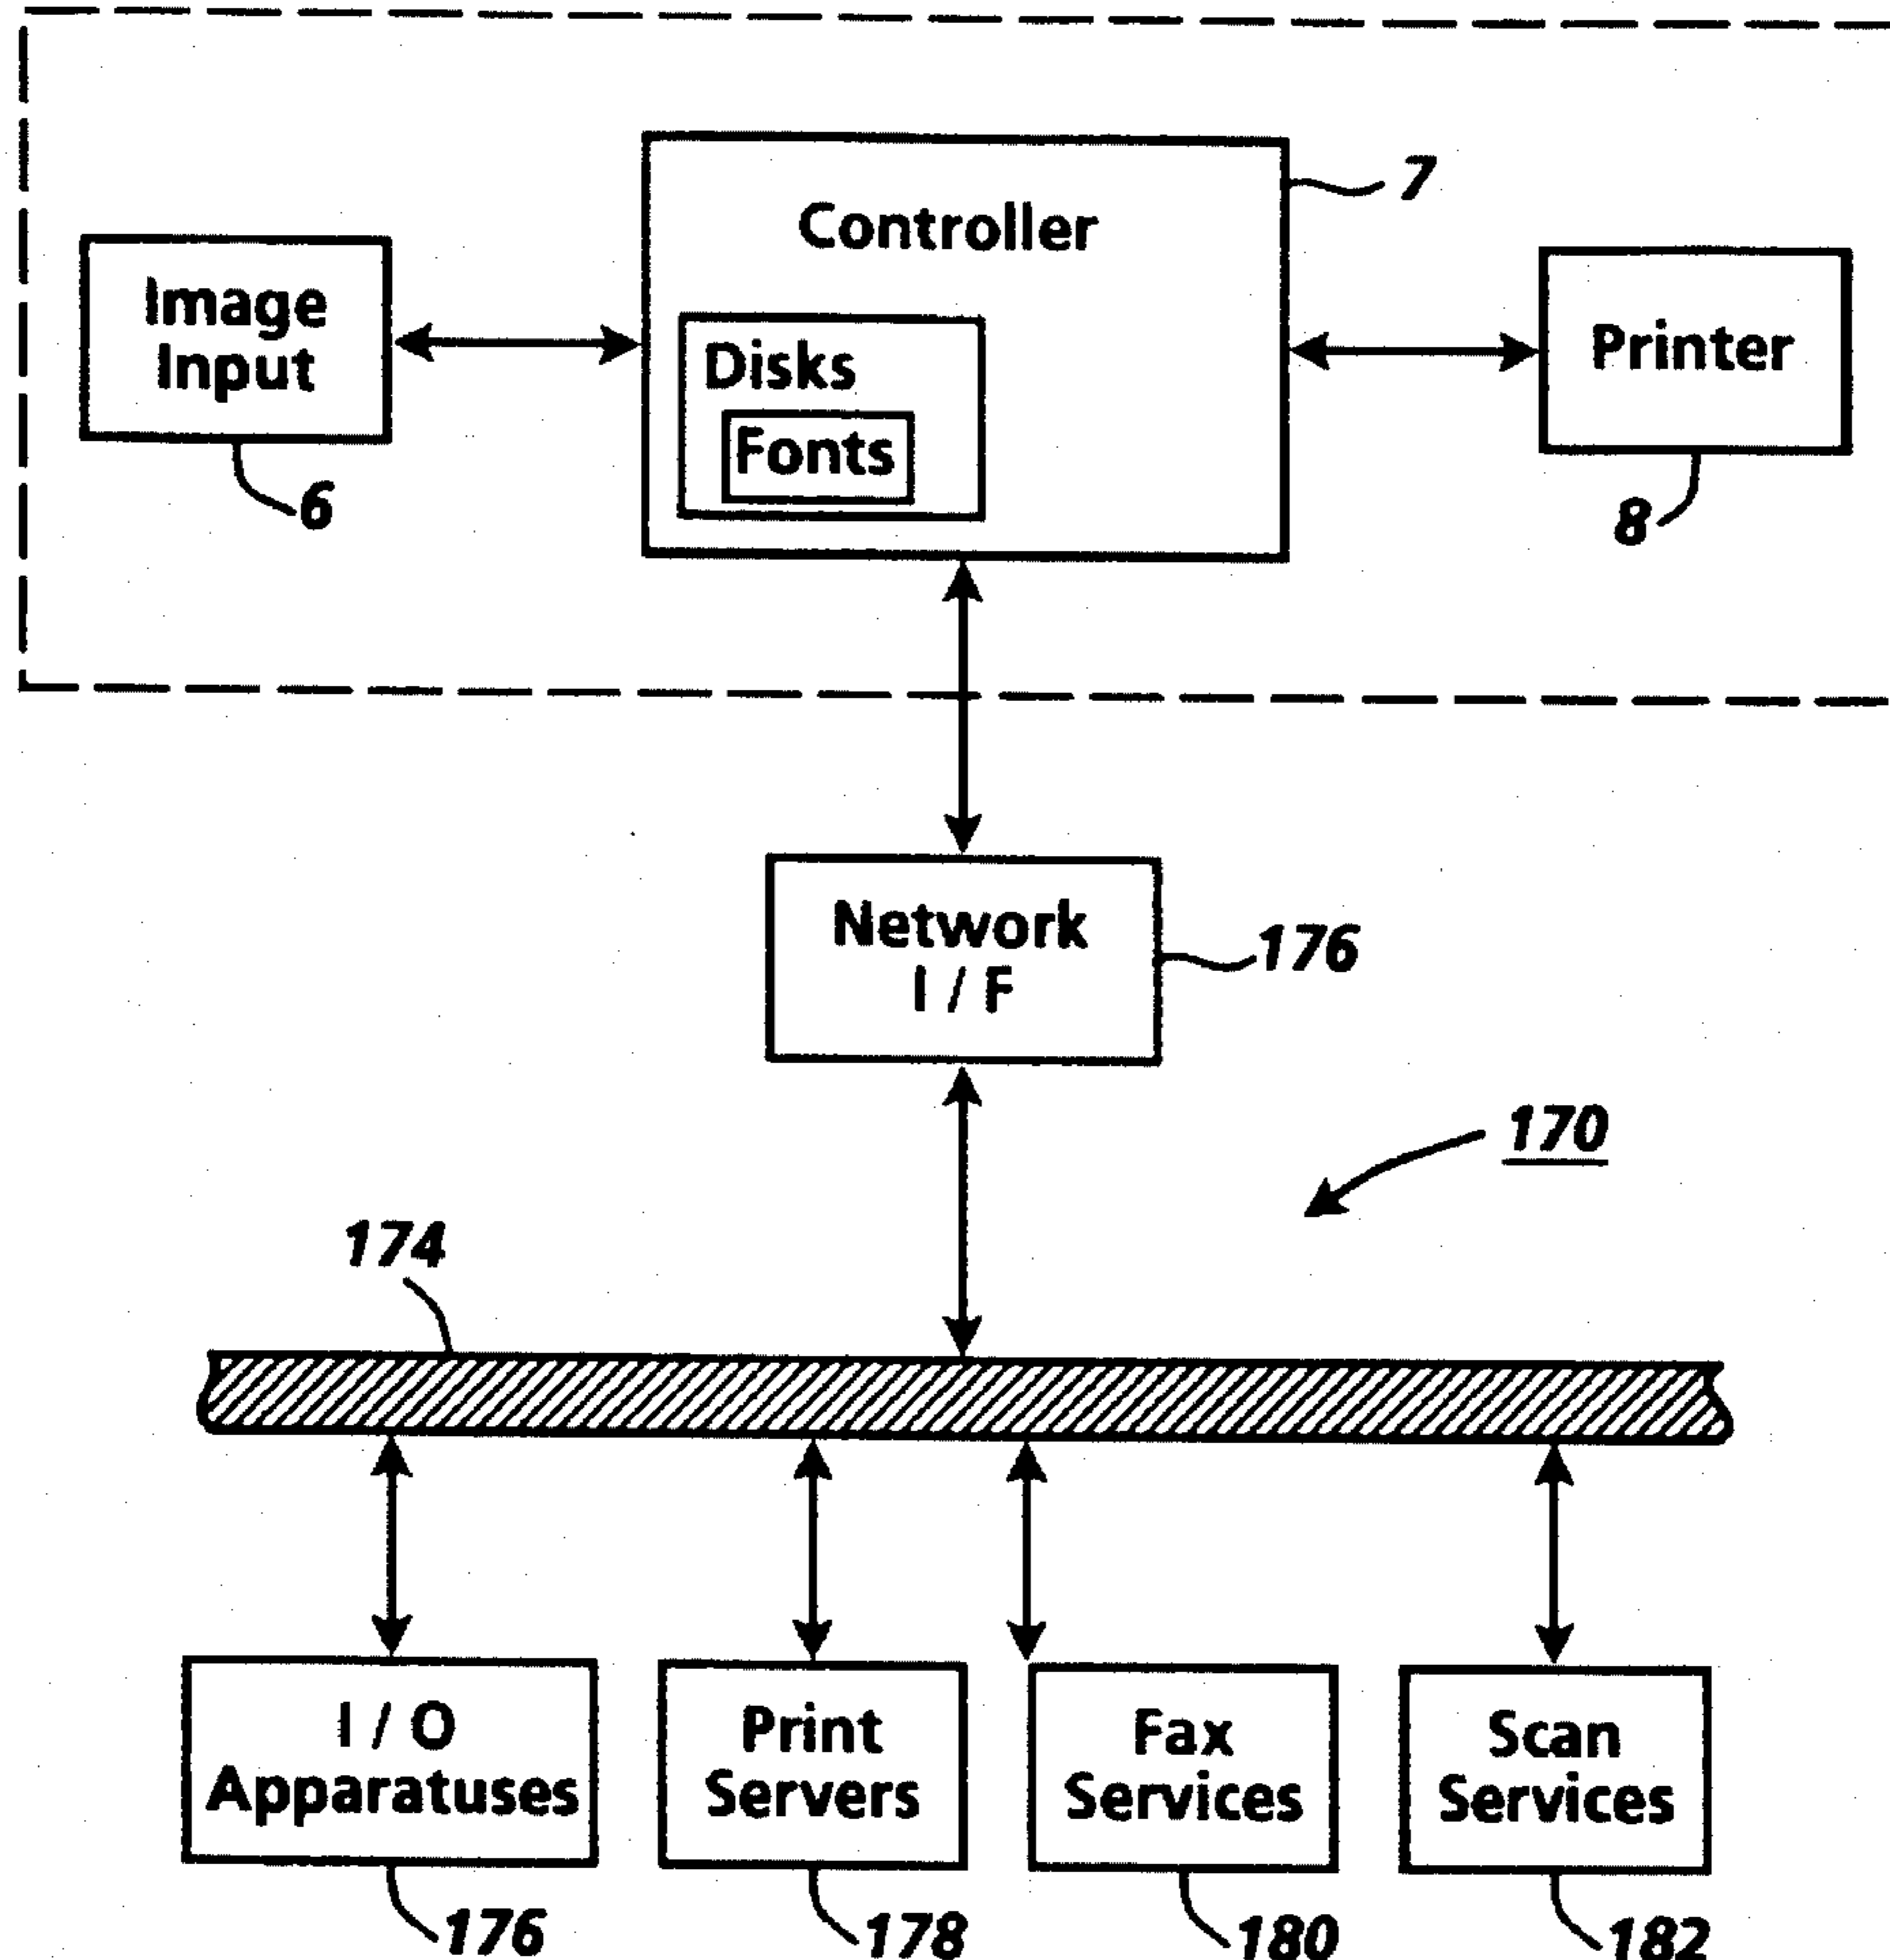 7
Controller
Image
Input
Disks
Fonts
Printer
6
8
Network
I / F
176
170
174
I / O
Apparatuses
Print
Servers
Fax
Services
Scan
Services
176
178
180
182